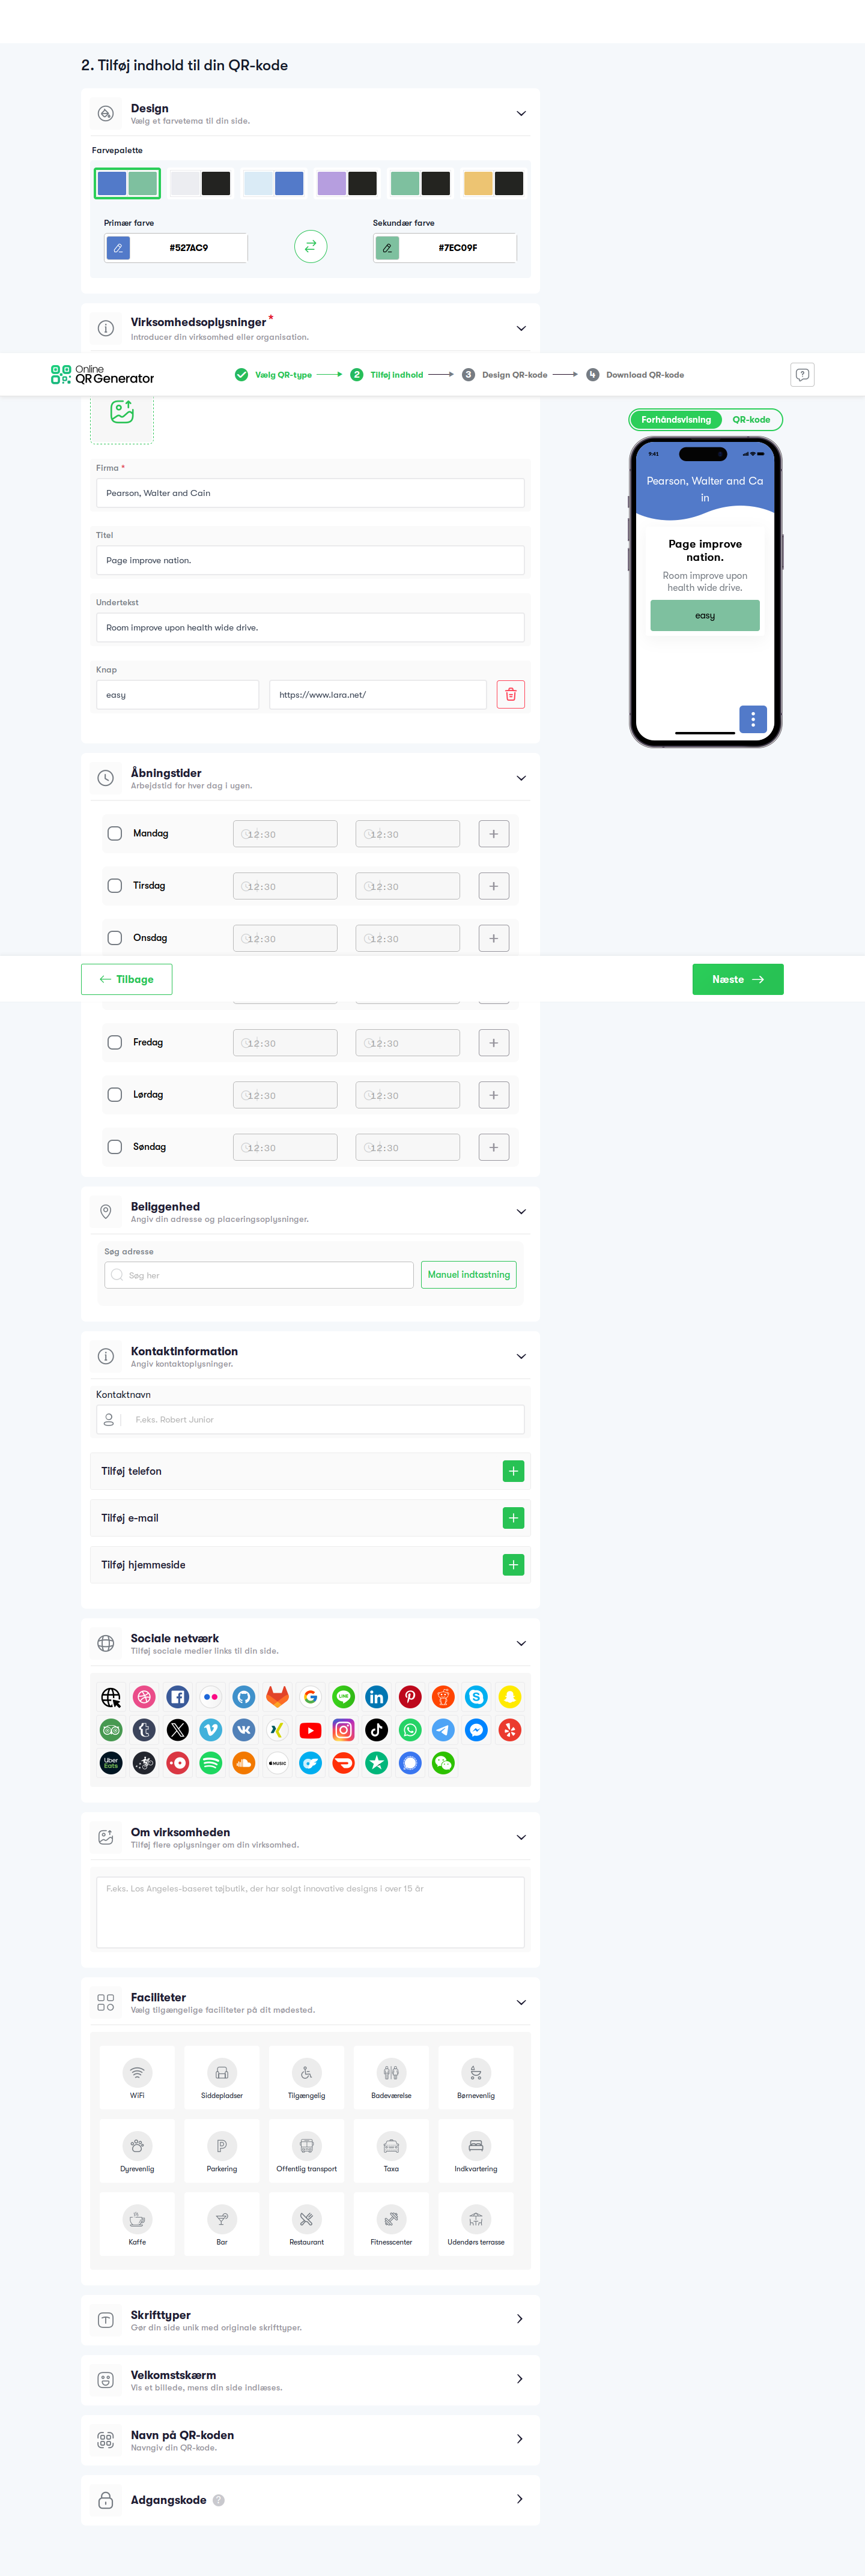 2. Tilføj indhold til din QR-kode
Design
Vælg et farvetema til din side.
Farvepalette
Primær farve
Sekundær farve
#527AC9
#7EC09F
Virksomhedsoplysninger *
Introducer din virksomhed eller organisation.
Online
QR Generator
Vælg QR-type
2 Tilføj indhold
3 Design QR-kode
4 Download QR-kode
Forhåndsvisning
QR-kode
9:41
Pearson, Walter and Ca
in
Page improve
nation.
Room improve upon
health wide drive.
easy
Firma *
Pearson, Walter and Cain
Titel
Page improve nation.
Undertekst
Room improve upon health wide drive.
Knap
easy
https://www.lara.net/
Åbningstider
Arbejdstid for hver dag i ugen.
Mandag 12:30 12:30
Tirsdag 12:30 12:30
Onsdag 12:30 12:30
Tilbage
Næste
Fredag 12:30 12:30
Lørdag 12:30 12:30
Søndag 12:30 12:30
Beliggenhed
Angiv din adresse og placeringsoplysninger.
Søg adresse
Søg her
Manuel indtastning
Kontaktinformation
Angiv kontaktoplysninger.
Kontaktnavn
F.eks. Robert Junior
Tilføj telefon
Tilføj e-mail
Tilføj hjemmeside
Sociale netværk
Tilføj sociale medier links til din side.
LINE
Uber
Eats
MUSIC
Om virksomheden
Tilføj flere oplysninger om din virksomhed.
F.eks. Los Angeles-baseret tøjbutik, der har solgt innovative designs i over 15 år
Faciliteter
Vælg tilgængelige faciliteter på dit mødested.
WiFi
Siddepladser
Tilgængelig
Badeværelse
Børnevenlig
Dyrevenlig
Parkering
Offentlig transport
Taxa
Indkvartering
Kaffe
Bar
Restaurant
Fitnesscenter
Udendørs terrasse
Skrifttyper
Gør din side unik med originale skrifttyper.
Velkomstskærm
Vis et billede, mens din side indlæses.
Navn på QR-koden
Navngiv din QR-kode.
Adgangskode ?